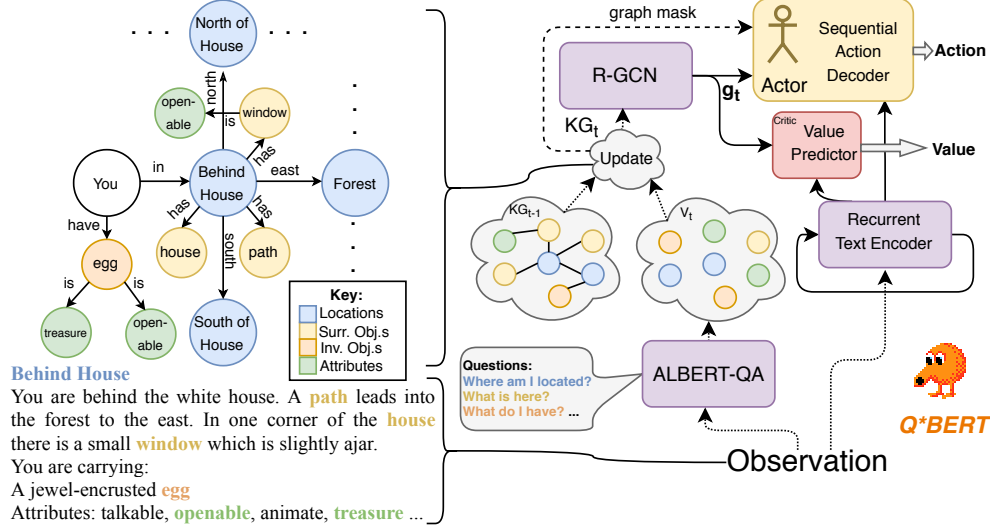 North of
House
. . .
. . .
north
open-
able
is
window
has
You
in
Behind
House
east
Forest
have
has
has
egg
house
south
path
is
is
treasure
open-
able
South of
House
Key:
Locations
Surr. Obj.s
Inv. Obj.s
Attributes
Behind House
You are behind the white house. A path leads into
the forest to the east. In one corner of the house
there is a small window which is slightly ajar.
You are carrying:
A jewel-encrusted egg
Attributes: talkable, openable, animate, treasure ...
graph mask
R-GCN
gt
KGt
Update
KGt-1
Vt
Actor
Sequential
Action
Decoder
Action
Critic
Value
Predictor
Value
Recurrent
Text Encoder
Questions:
Where am I located?
What is here?
What do I have? ...
ALBERT-QA
Observation
Q*BERT